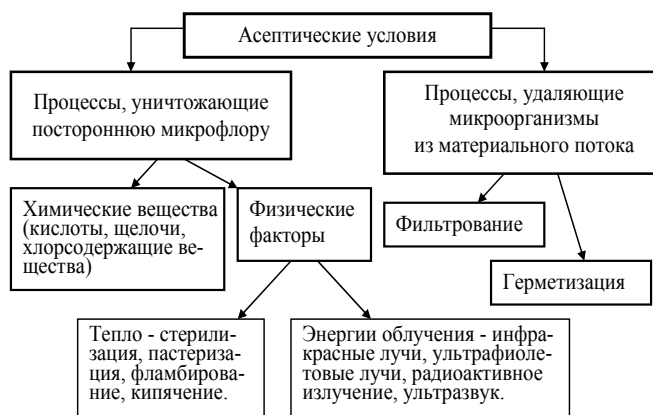 Асептические условия
Процессы, уничтожающие
постороннюю микрофлору
Процессы, удаляющие
микроорганизмы
из материального потока
Химические вещества
(кислоты, щелочи,
хлорсодержащие ве-
щества)
Физические
факторы
Фильтрование
Герметизация
Тепло - стерили-
зация, пастериза-
ция, фламбирова-
ние, кипячение.
Энергии облучения - инфра-
красные лучи, ультрафиоле-
товые лучи, радиоактивное
излучение, ультразвук.